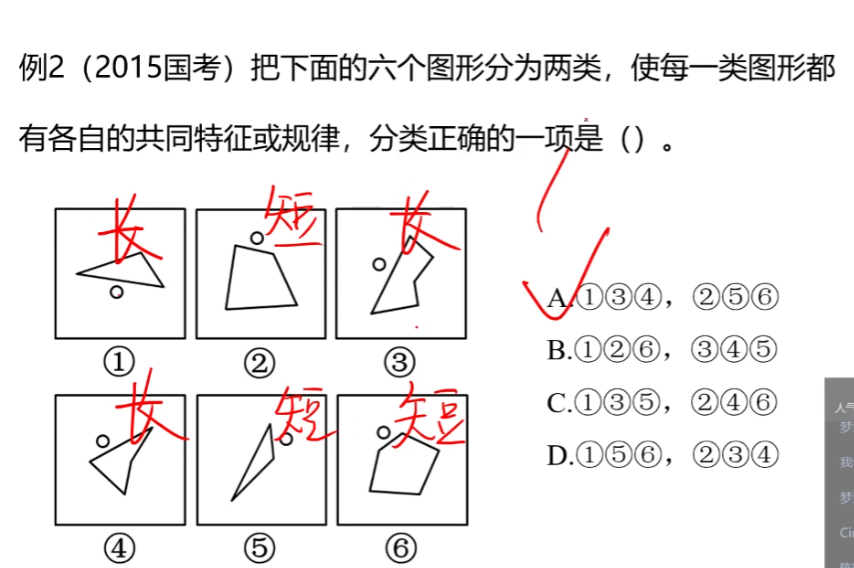 例2（2015国考）把下面的六个图形分为两类，使每一类图形都
有各自的共同特征或规律，分类正确的一项是（）。
长 短 长
① ② ③
长 短 短
④ ⑤ ⑥
A.①③④，②⑤⑥
B.①②⑥，③④⑤
C.①③⑤，②④⑥
D.①⑤⑥，②③④
人气
梦
我
梦